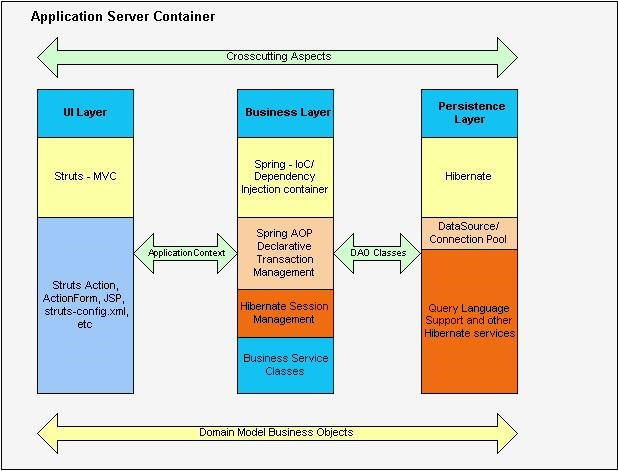 Application Server Container
Crosscutting Aspects
UI Layer
Struts - MVC
Struts Action,
ActionForm, JSP,
struts-config.xml,
etc
ApplicationContext
Business Layer
Spring - IoC/
Dependency
Injection container
Spring AOP
Declarative
Transaction
Management
Hibernate Session
Management
Business Service
Classes
DAO Classes
Persistence
Layer
Hibernate
DataSource/
Connection Pool
Query Language
Support and other
Hibernate services
Domain Model Business Objects